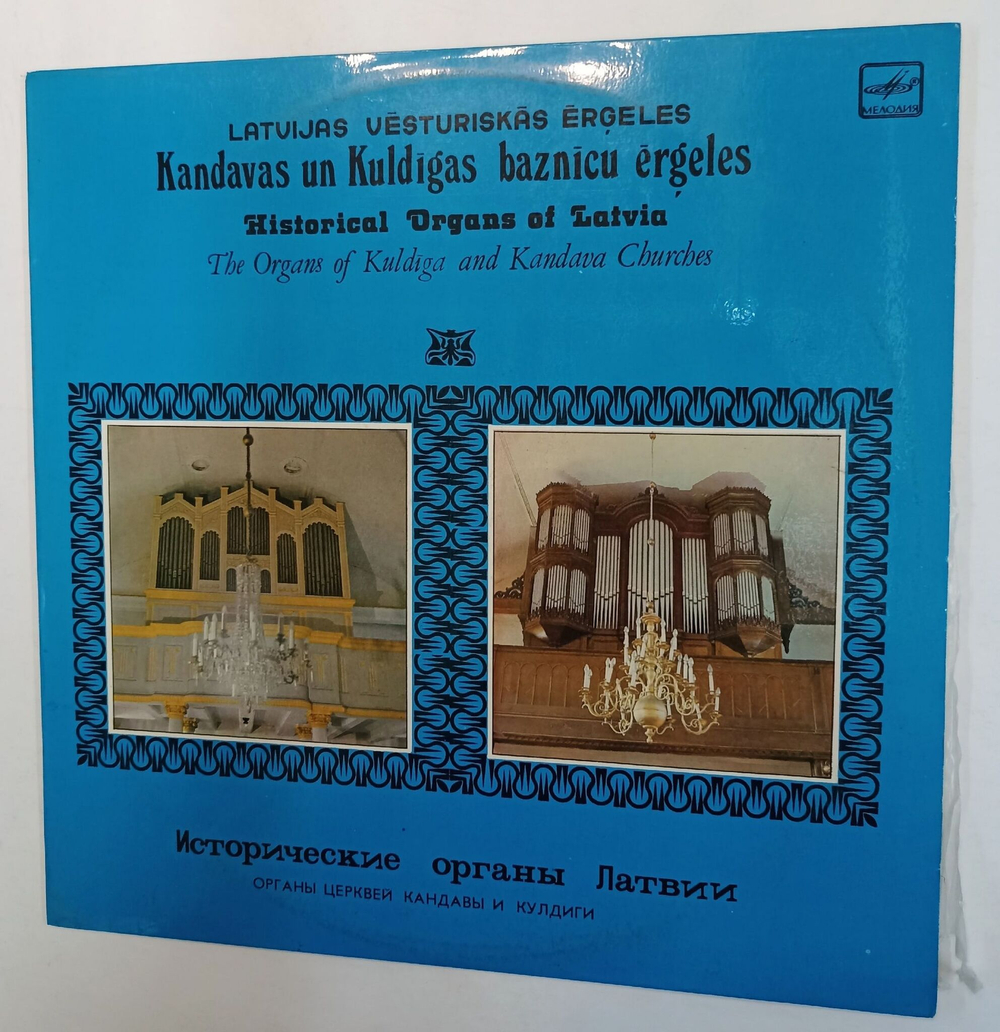 МЕЛОДИЯ
LATVIJAS VĒSTURISKĀS ĒRĢELES
Kandavas un Kuldīgas baznīcu ērģeles
Historical Organs of Latvia
The Organs of Kuldīga and Kandava Churches
Исторические органы Латвии
ОРГАНЫ ЦЕРКВЕЙ КАНДАВЫ И КУЛДИГИ